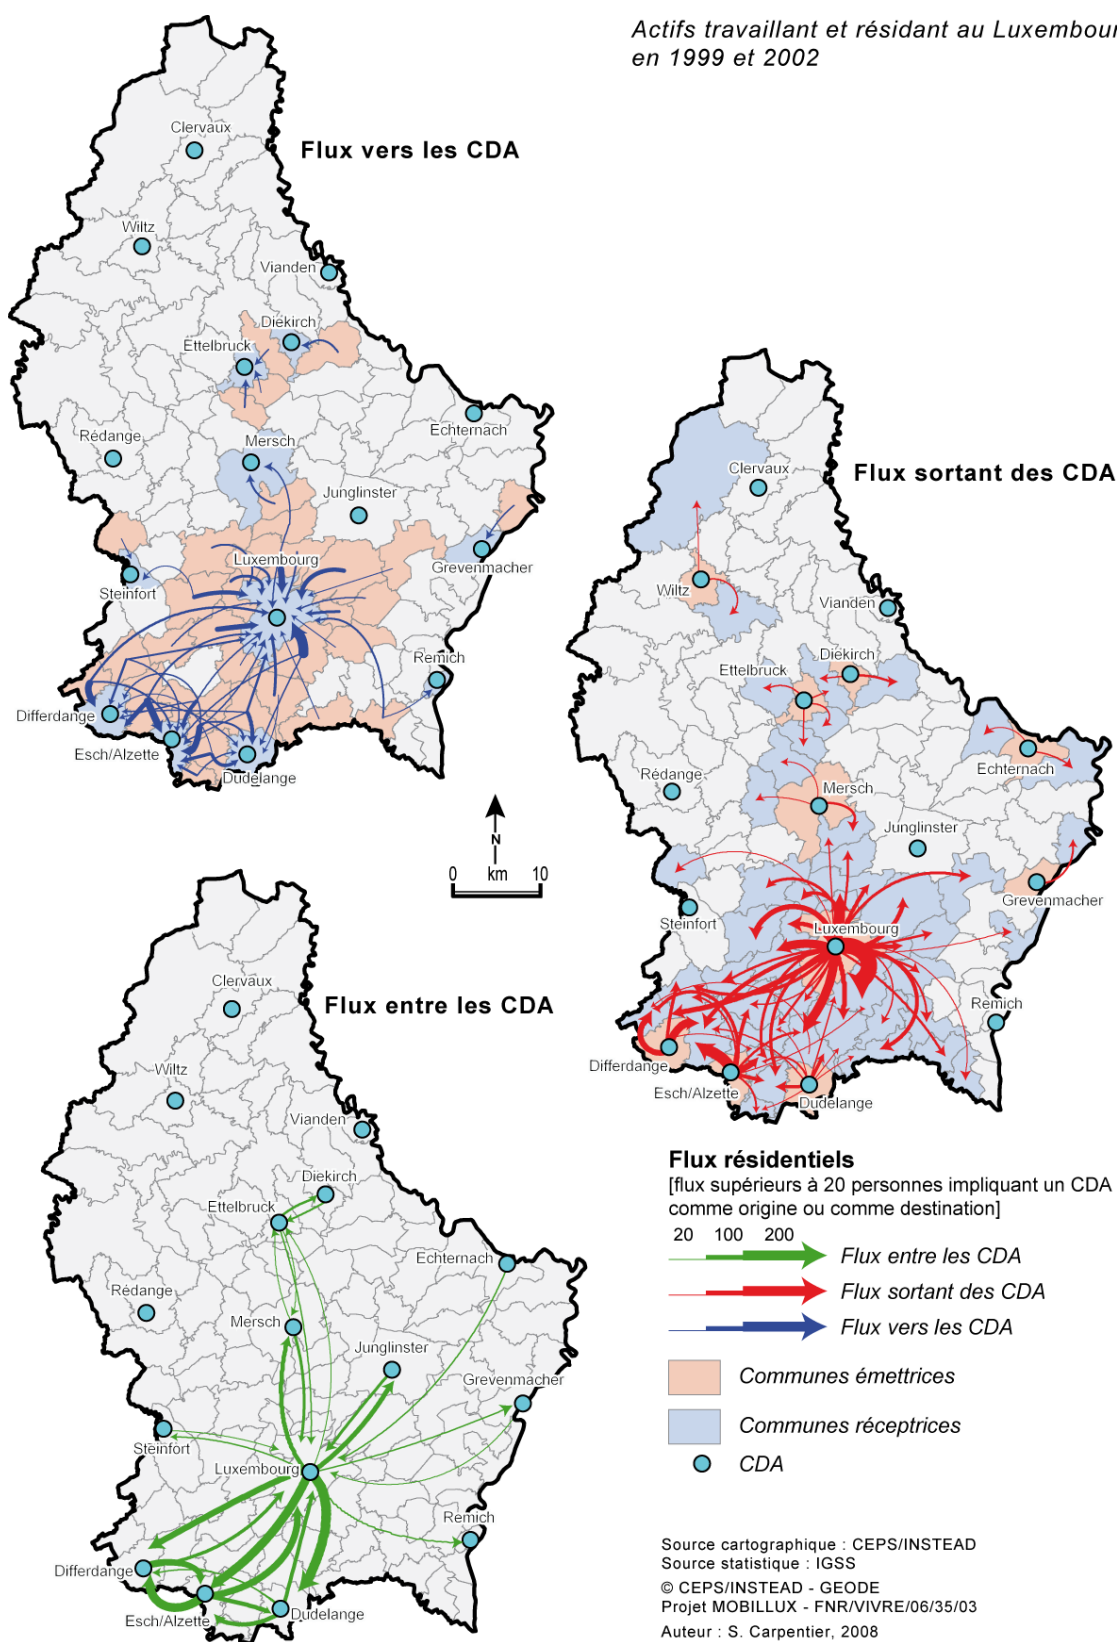 Actifs travaillant et résidant au Luxembour
en 1999 et 2002
Flux vers les CDA
Clervaux
Wiltz
Vianden
Diekirch
Ettelbruck
Echternach
Rédange
Mersch
Junglinster
Luxembourg
Grevenmacher
Steinfort
Remich
Differdange
Esch/Alzette
Dudelange
Flux sortant des CDA
Clervaux
Wiltz
Vianden
Diekirch
Ettelbruck
Echternach
Rédange
Mersch
Junglinster
Grevenmacher
Steinfort
Luxembourg
Remich
Differdange
Esch/Alzette
Dudelange
N
0 km 10
Flux entre les CDA
Clervaux
Wiltz
Vianden
Diekirch
Ettelbruck
Echternach
Rédange
Mersch
Junglinster
Grevenmacher
Steinfort
Luxembourg
Remich
Differdange
Esch/Alzette
Dudelange
Flux résidentiels
[flux supérieurs à 20 personnes impliquant un CDA
comme origine ou comme destination]
20 100 200
Flux entre les CDA
Flux sortant des CDA
Flux vers les CDA
Communes émettrices
Communes réceptrices
CDA
Source cartographique : CEPS/INSTEAD
Source statistique : IGSS
© CEPS/INSTEAD - GEODE
Projet MOBILLUX - FNR/VIVRE/06/35/03
Auteur : S. Carpentier, 2008